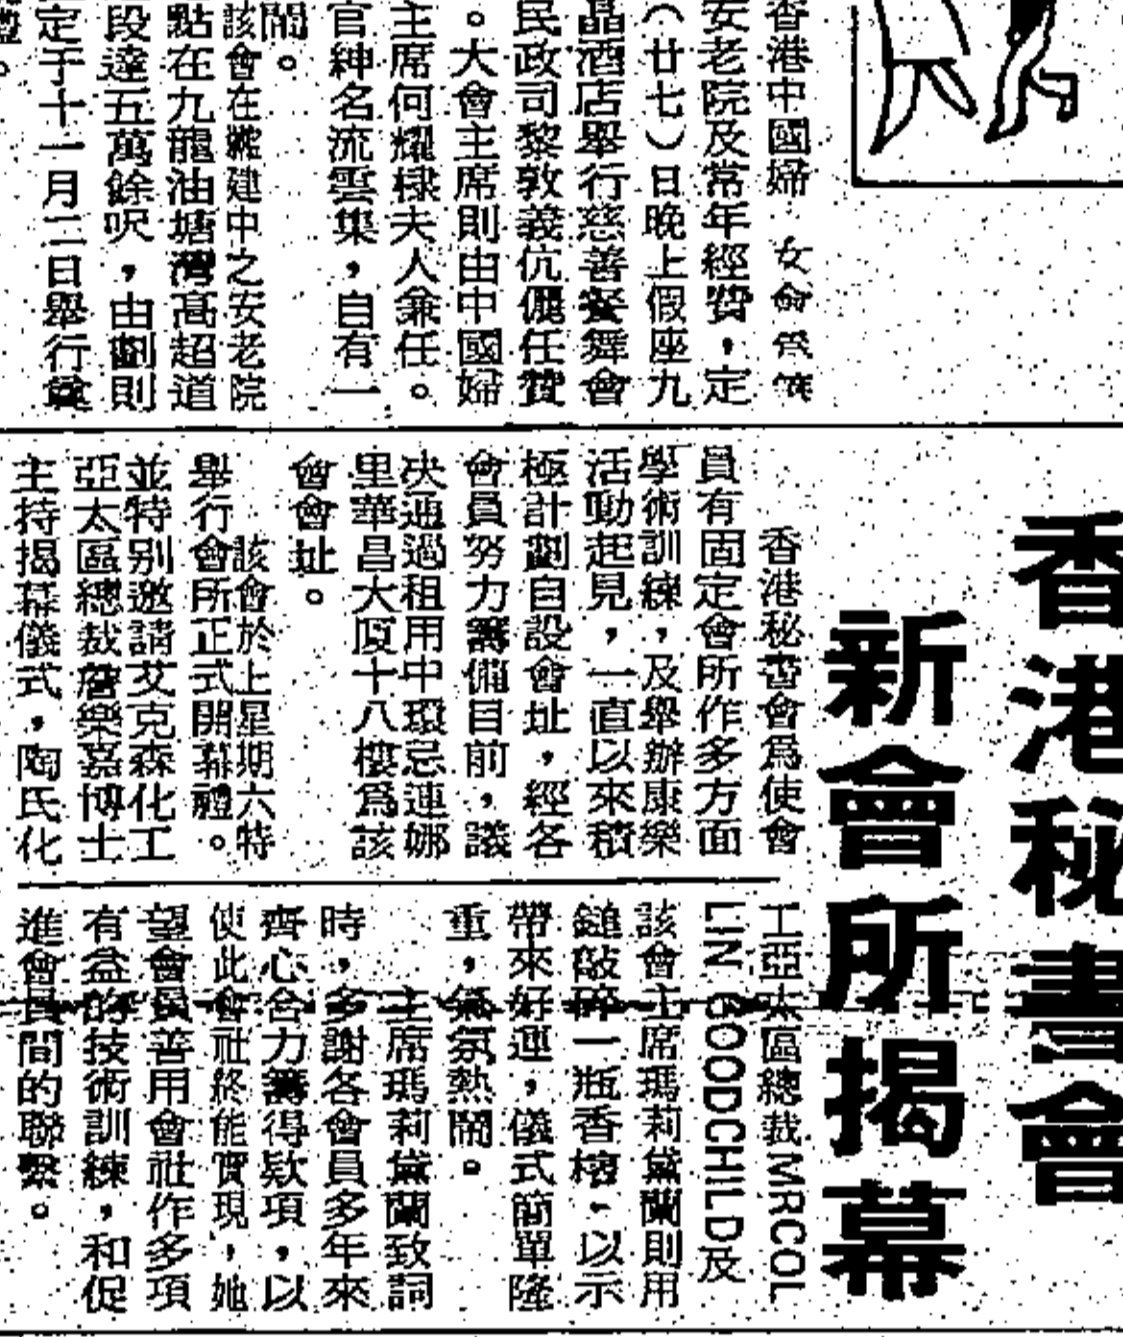 香港中國婦女會
安老院及常年經費，定
（廿七）日晚上假座九
晶酒店舉行慈善餐舞會
民政司黎敦義伉儷任贊
。大會主席則由中國婦
主席何耀棣夫人兼任。
官紳名流雲集，自有一
鬧。
該會在籌建中之安老院
點在九龍油塘灣高超道
段達五萬餘呎，由劃則
定于十一月二日舉行奠
禮。
香港秘書會
新會所揭幕
香港秘書會為使會
員有固定會所作多方面
學術訓練，及舉辦康樂
活動起見，一直以來積
極計劃自設會址，經各
會員努力籌備目前，議
決通過租用中環忌連娜
里華昌大廈十八樓為該
會會址。
該會於上星期六特
舉行會所正式開幕禮。
並特別邀請艾克森化工
亞太區總裁詹樂嘉博士
主持揭幕儀式，陶氏化
工亞太區總裁MRCOL
LIN GOODCHILD及
該會主席瑪莉黛蘭則用
鎚敲碎一瓶香檳，以示
帶來好運，儀式簡單隆
重，氣氛熱鬧。
主席瑪莉黛蘭致詞
時，多謝各會員多年來
齊心合力籌得欵項，以
使此會社終能實現，她
望會員善用會社作多項
有益的技術訓練，和促
進會員間的聯繫。